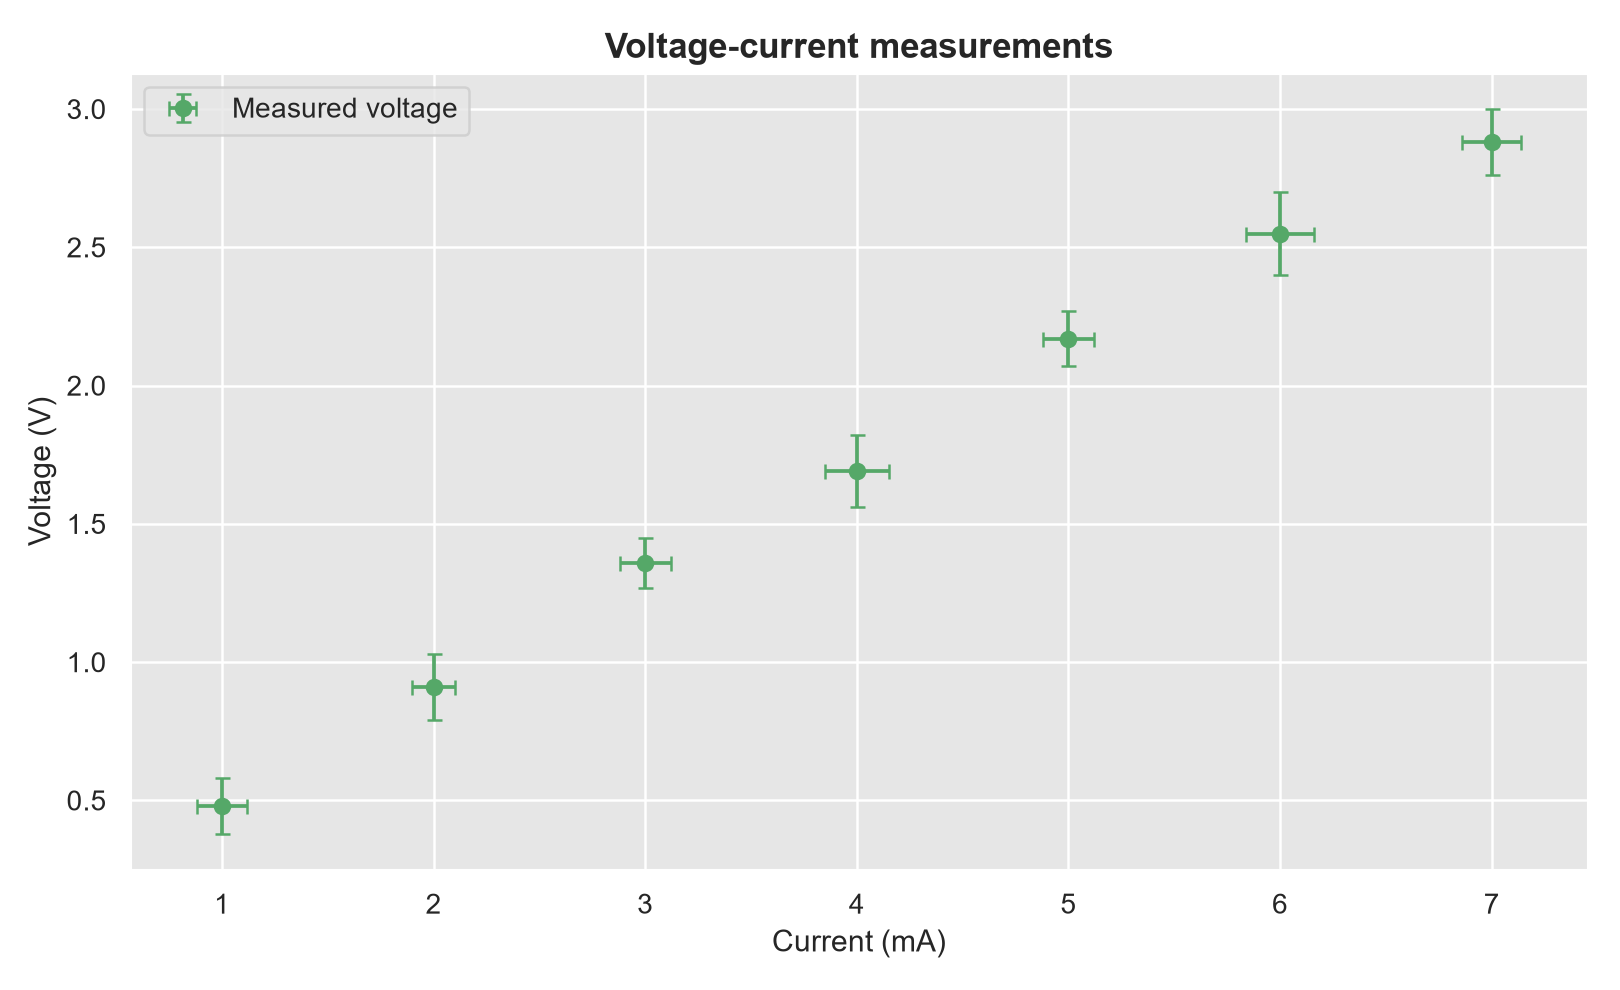 Voltage-current measurements
Measured voltage
3.0
2.5
2.0
1.5
1.0
0.5
Voltage (V)
1 2 3 4 5 6 7
Current (mA)